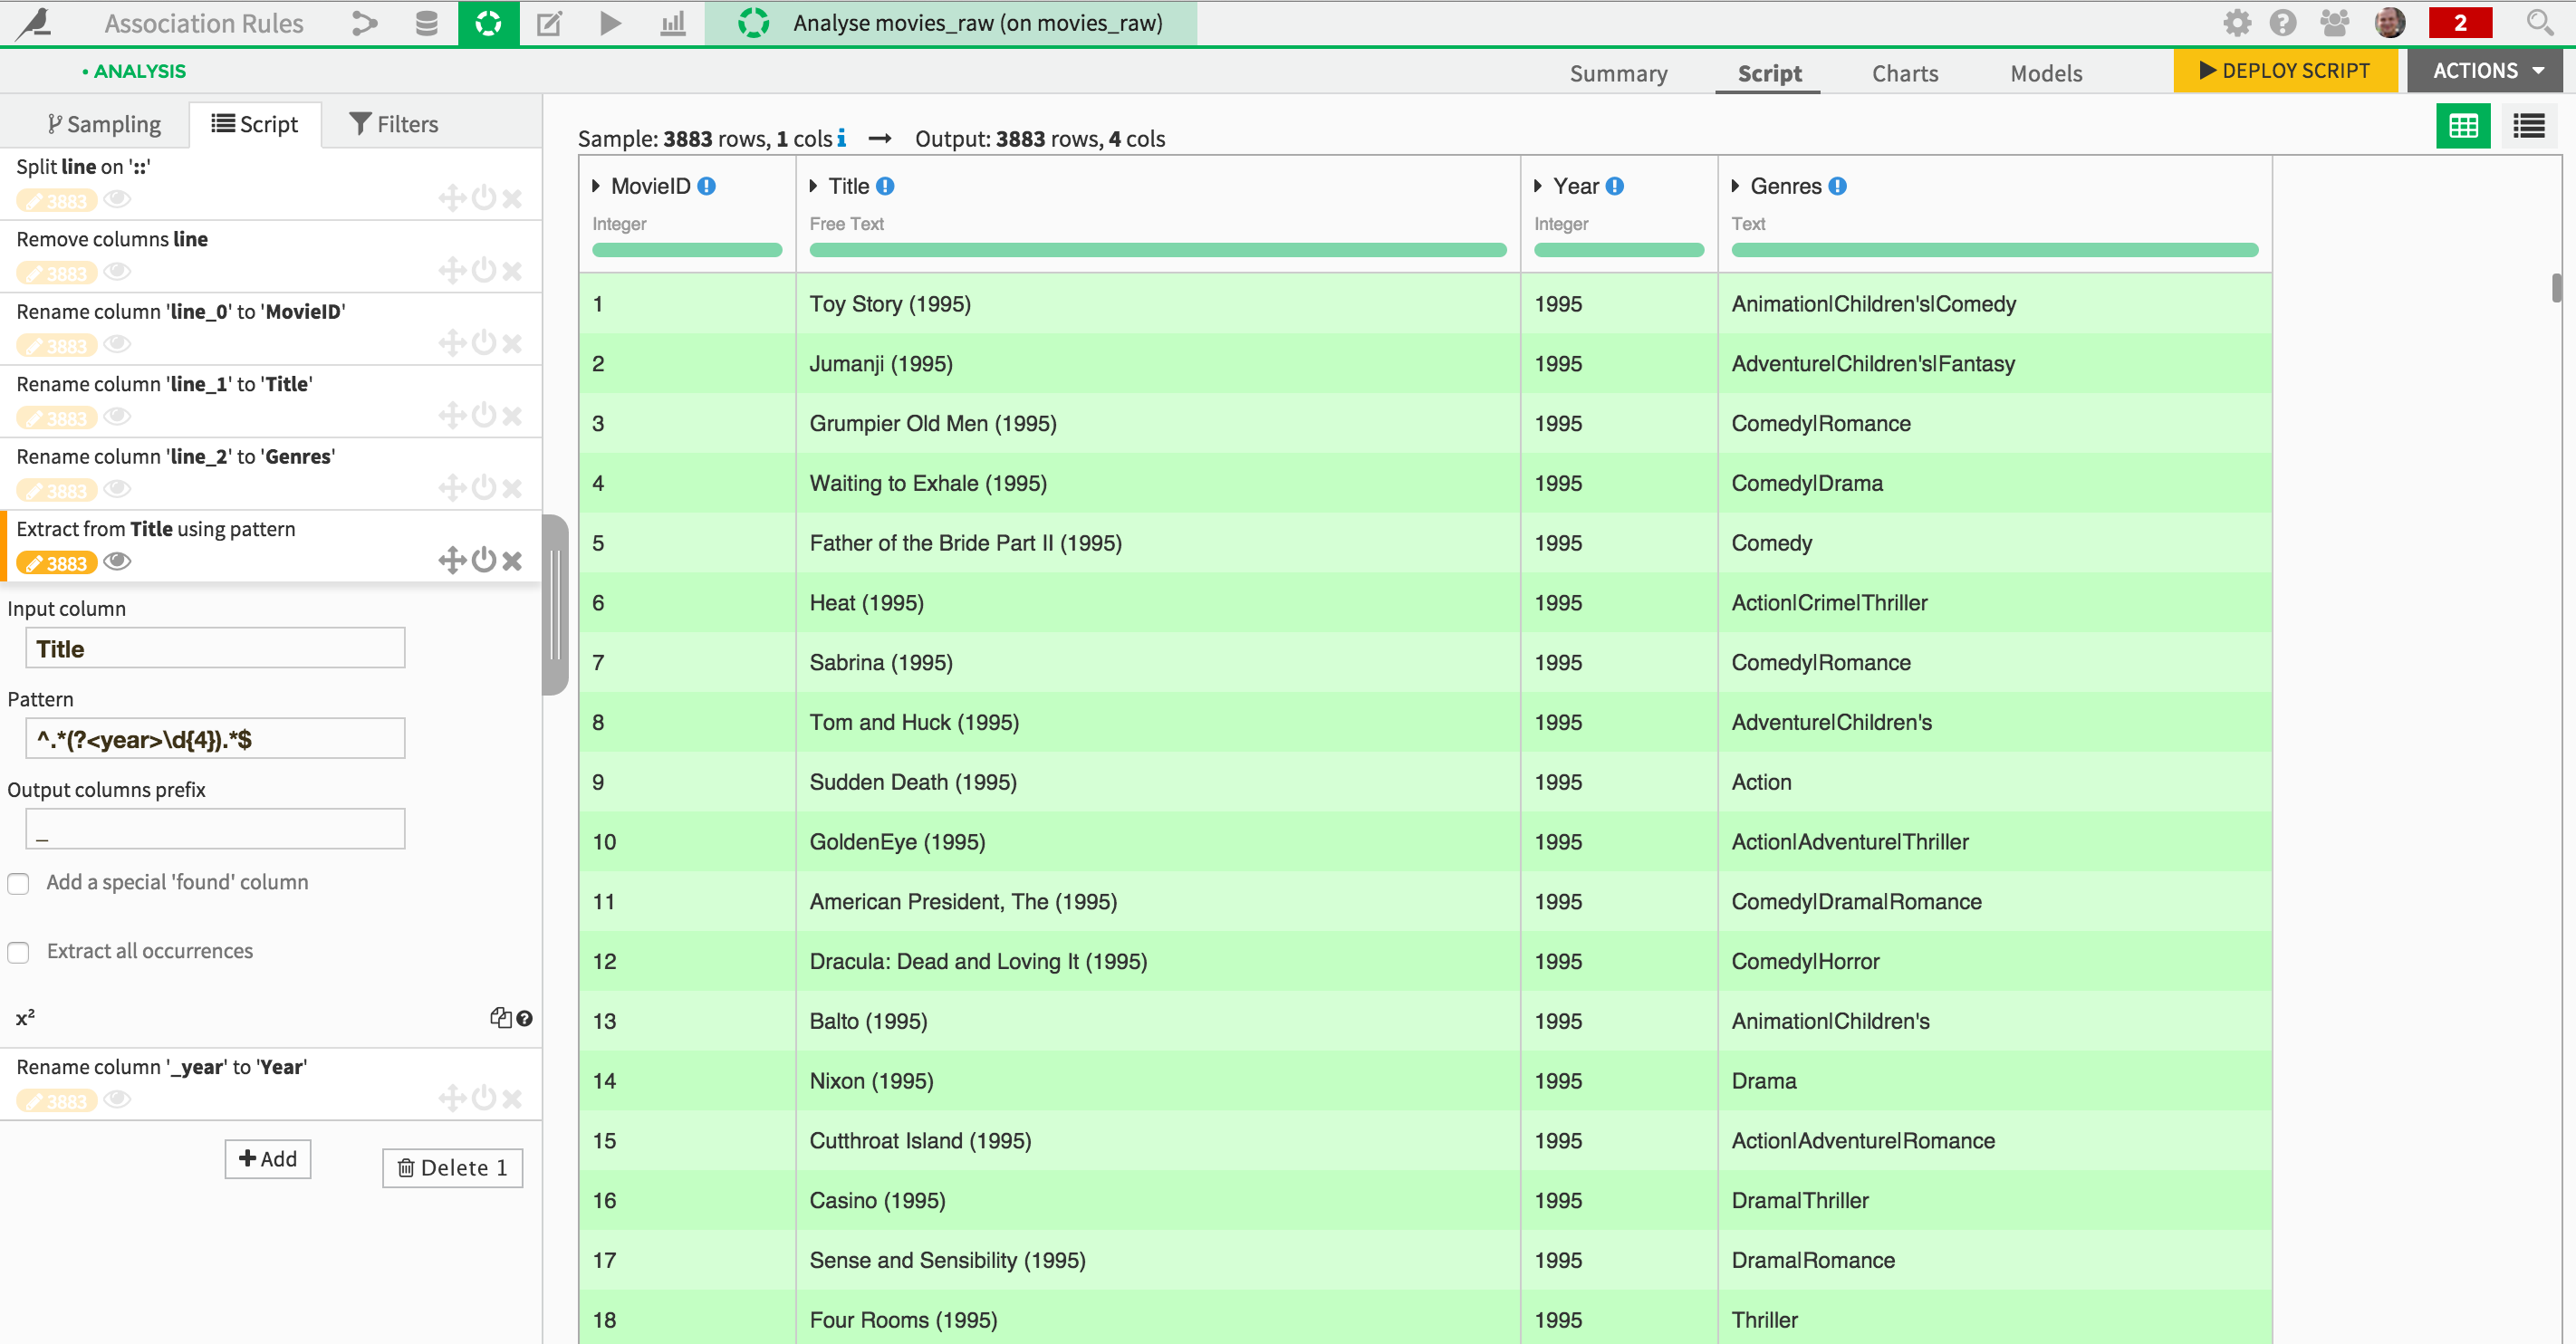 Association Rules
Analyse movies_raw (on movies_raw)
2
• ANALYSIS
Summary
Script
Charts
Models
DEPLOY SCRIPT
ACTIONS
Sampling
Script
Filters
Split line on '::'
3883
Remove columns line
3883
Rename column 'line_0' to 'MovieID'
3883
Rename column 'line_1' to 'Title'
3883
Rename column 'line_2' to 'Genres'
3883
Extract from Title using pattern
3883
Input column
Title
Pattern
^.*(?<year>\d{4}).*$
Output columns prefix
_
Add a special 'found' column
Extract all occurrences
x²
Rename column '_year' to 'Year'
3883
Add
Delete 1
Sample: 3883 rows, 1 cols i → Output: 3883 rows, 4 cols
MovieID Title Year Genres
Integer Free Text Integer Text
1 Toy Story (1995) 1995 Animation|Children's|Comedy
2 Jumanji (1995) 1995 Adventure|Children's|Fantasy
3 Grumpier Old Men (1995) 1995 Comedy|Romance
4 Waiting to Exhale (1995) 1995 Comedy|Drama
5 Father of the Bride Part II (1995) 1995 Comedy
6 Heat (1995) 1995 Action|Crime|Thriller
7 Sabrina (1995) 1995 Comedy|Romance
8 Tom and Huck (1995) 1995 Adventure|Children's
9 Sudden Death (1995) 1995 Action
10 GoldenEye (1995) 1995 Action|Adventure|Thriller
11 American President, The (1995) 1995 Comedy|Drama|Romance
12 Dracula: Dead and Loving It (1995) 1995 Comedy|Horror
13 Balto (1995) 1995 Animation|Children's
14 Nixon (1995) 1995 Drama
15 Cutthroat Island (1995) 1995 Action|Adventure|Romance
16 Casino (1995) 1995 Drama|Thriller
17 Sense and Sensibility (1995) 1995 Drama|Romance
18 Four Rooms (1995) 1995 Thriller